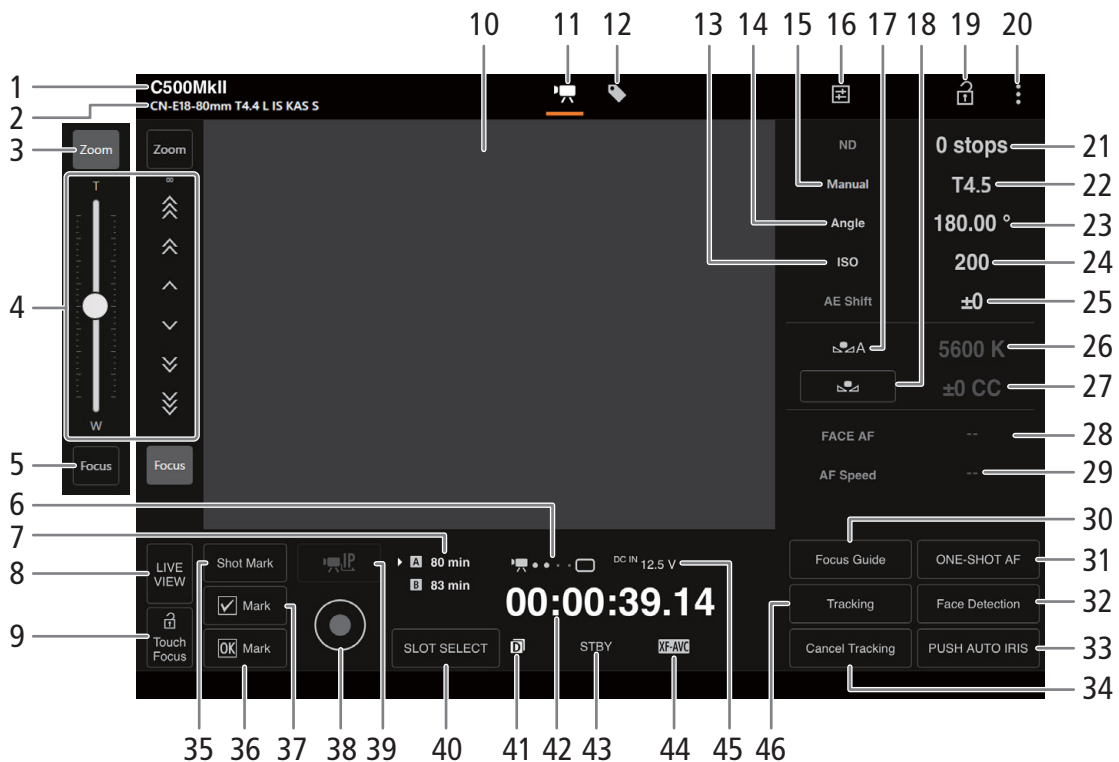 10 11 12 13 14 15 16 17 18 19 20
1 C500MkII
2 CN-E18-80mm T4.4 L IS KAS S
3 Zoom Zoom
T ∞
4
W
5 Focus Focus
ND 0 stops 21
Manual T4.5 22
Angle 180.00 ° 23
ISO 200 24
AE Shift ±0 25
A 5600 K 26
±0 CC 27
FACE AF -- 28
AF Speed -- 29
6
7
30
8 LIVE VIEW
Shot Mark
IP
A 80 min
B 83 min
DC IN 12.5 V
Focus Guide ONE-SHOT AF 31
9 Touch Focus
Mark
00:00:39.14
Tracking Face Detection 32
OK Mark
SLOT SELECT
D STBY XF-AVC
Cancel Tracking PUSH AUTO IRIS 33
34
35 36 37 38 39 40 41 42 43 44 45 46